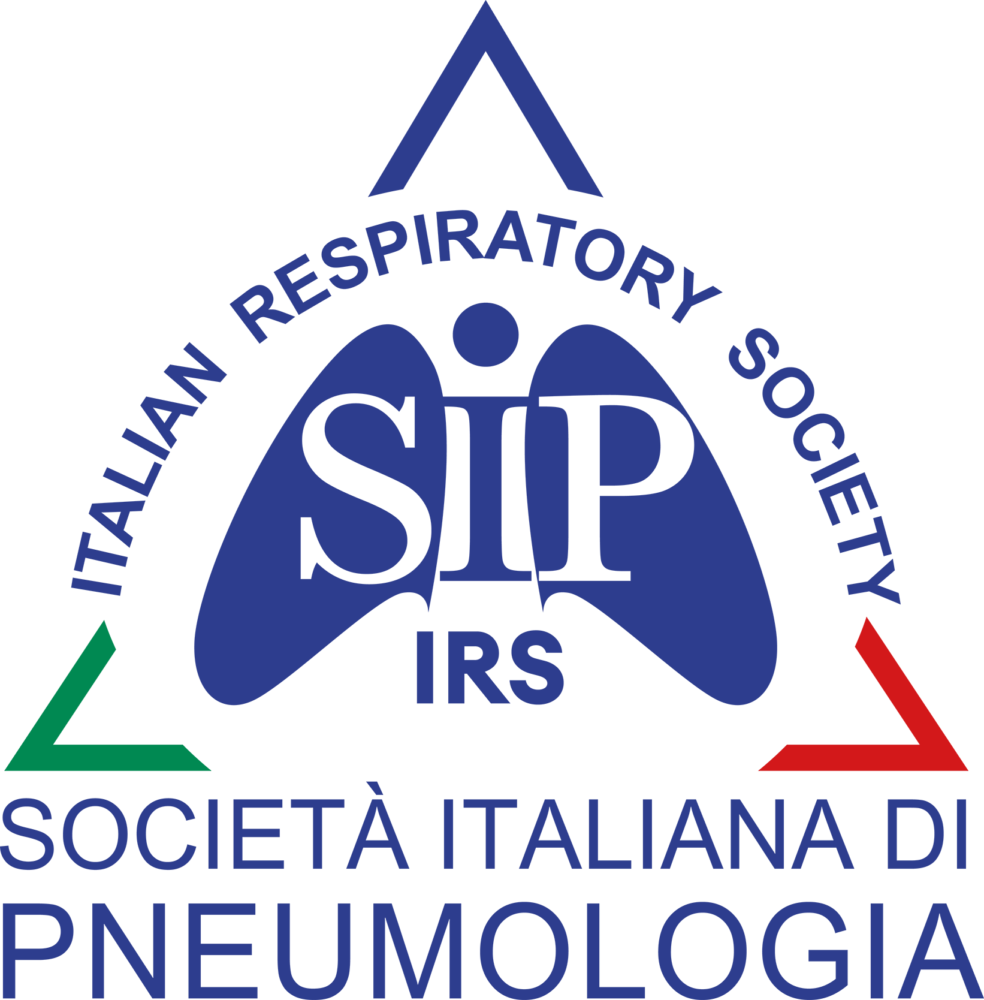 ITALIAN RESPIRATORY SOCIETY
SIP
IRS
SOCIETÀ ITALIANA DI
PNEUMOLOGIA